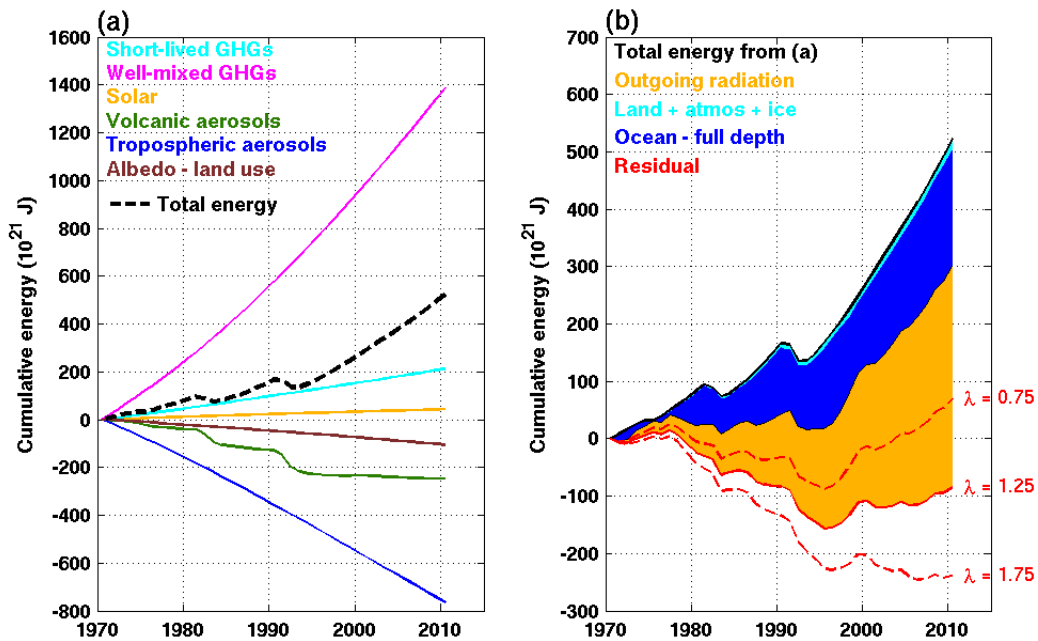 (a)
Cumulative energy (10²¹ J)
1600
1400
1200
1000
800
600
400
200
0
-200
-400
-600
-800
1970
1980
1990
2000
2010
Short-lived GHGs
Well-mixed GHGs
Solar
Volcanic aerosols
Tropospheric aerosols
Albedo - land use
Total energy
(b)
Cumulative energy (10²¹ J)
700
600
500
400
300
200
100
0
-100
-200
-300
1970
1980
1990
2000
2010
Total energy from (a)
Outgoing radiation
Land + atmos + ice
Ocean - full depth
Residual
λ = 0.75
λ = 1.25
λ = 1.75